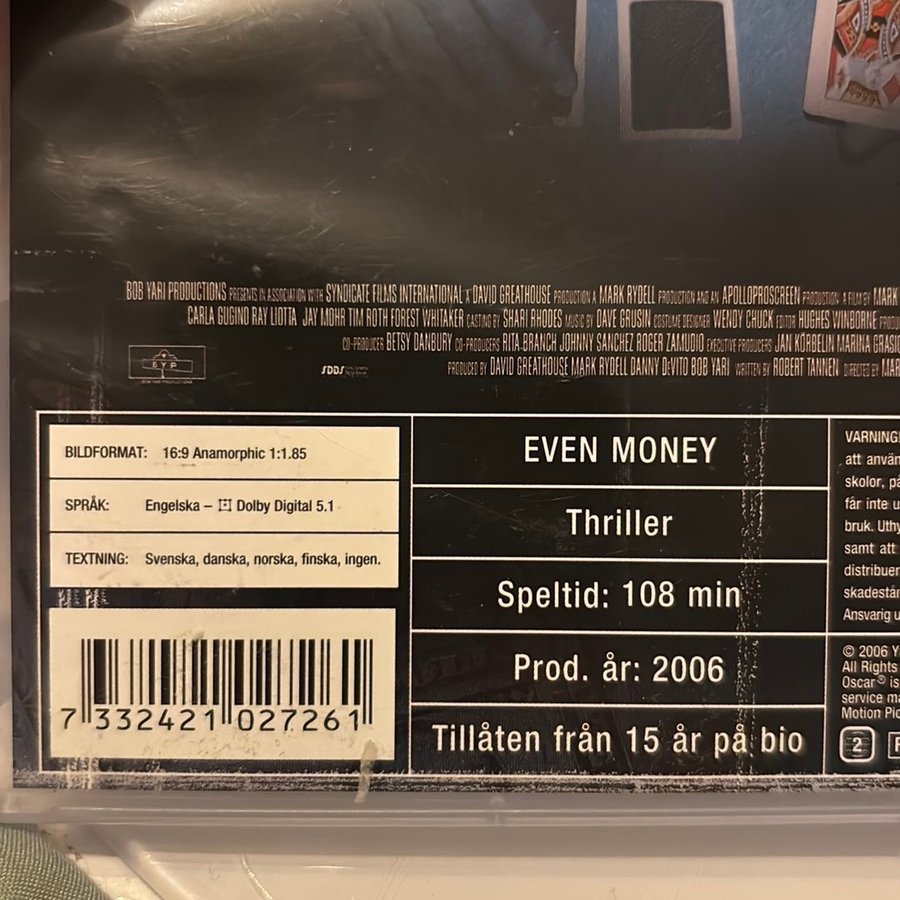 BOB YARI PRODUCTIONS PRESENTS IN ASSOCIATION WITH SYNDICATE FILMS INTERNATIONAL A DAVID GREATHOUSE PRODUCTION A MARK RYDELL PRODUCTION AND AN APOLLOPROSCREEN PRODUCTION A FILM BY MARK
CARLA GUGINO RAY LIOTTA JAY MOHR TIM ROTH FOREST WHITAKER CASTING BY SHARI RHODES MUSIC BY DAVE GRUSIN COSTUME DESIGNER WENDY CHUCK EDITOR HUGHES WINBORNE
CO-PRODUCER BETSY DANBURY CO-PRODUCERS RITA BRANCH JOHNNY SANCHEZ ROGER ZAMUDIO EXECUTIVE PRODUCERS JAN KORBELIN MARINA GRASIC
PRODUCED BY DAVID GREATHOUSE MARK RYDELL DANNY DeVITO BOB YARI WRITTEN BY ROBERT TANNEN DIRECTED BY MAR
BYP
SDDS
BILDFORMAT: 16:9 Anamorphic 1:1.85
SPRÅK: Engelska – Dolby Digital 5.1
TEXTNING: Svenska, danska, norska, finska, ingen.
7 332421 027261
EVEN MONEY
Thriller
Speltid: 108 min
Prod. år: 2006
Tillåten från 15 år på bio
VARNING
att använ
skolor, på
får inte u
bruk. Uthy
samt att
distribuer
skadestån
Ansvarig u
© 2006 Y
All Rights
Oscar® is
service ma
Motion Pic
2